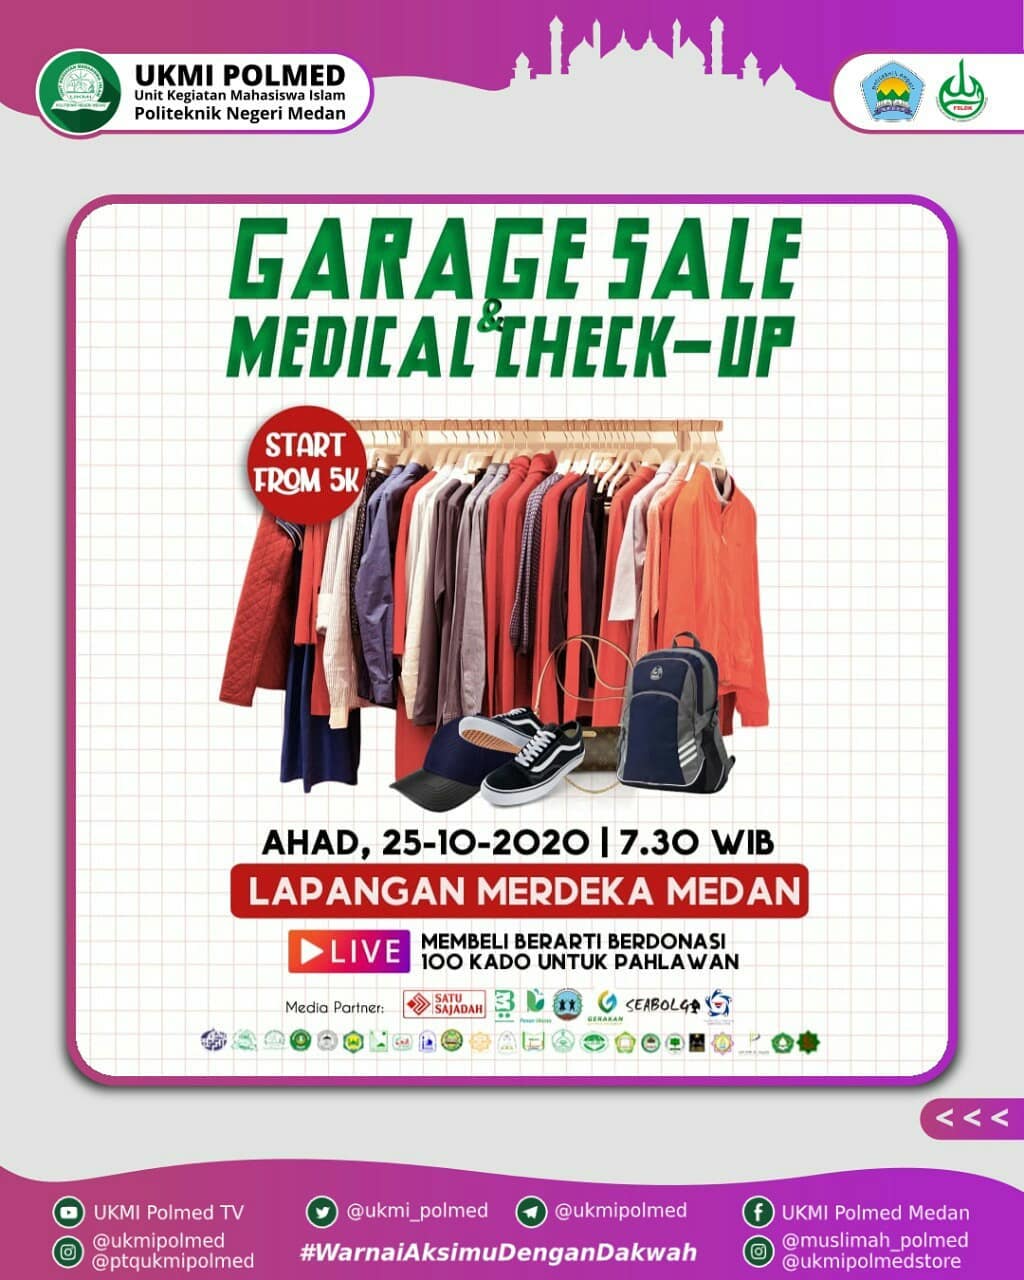 UKMI POLMED
Unit Kegiatan Mahasiswa Islam
Politeknik Negeri Medan
GARAGE SALE
&
MEDICAL CHECK-UP
START
FROM 5K
AHAD, 25-10-2020 | 7.30 WIB
LAPANGAN MERDEKA MEDAN
LIVE
MEMBELI BERARTI BERDONASI
100 KADO UNTUK PAHLAWAN
Media Partner:
SATU
SAJADAH
GERAKAN
SEABOLGA
< < <
UKMI Polmed TV
@ukmi_polmed
@ukmipolmed
UKMI Polmed Medan
@ukmipolmed
@ptqukmipolmed
#WarnaiAksimuDenganDakwah
@muslimah_polmed
@ukmipolmedstore